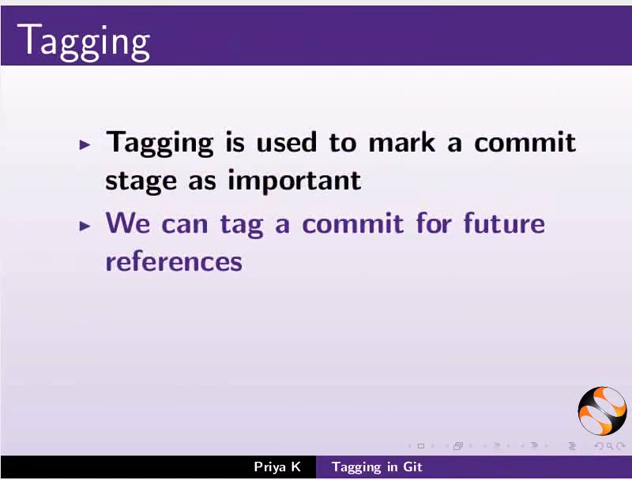 Tagging
Tagging is used to mark a commit
stage as important
We can tag a commit for future
references
Priya K
Tagging in Git